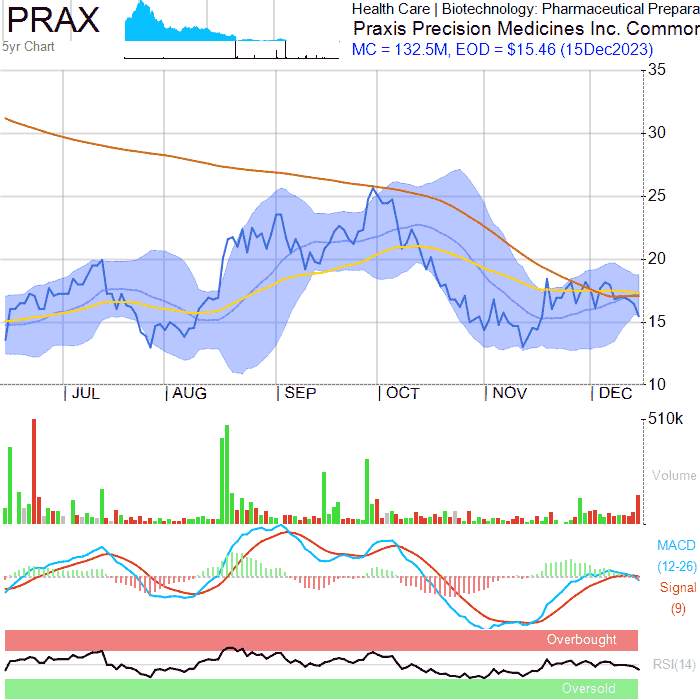 PRAX
5yr Chart
Health Care | Biotechnology: Pharmaceutical Prepara
Praxis Precision Medicines Inc. Commor
MC = 132.5M, EOD = $15.46 (15Dec2023)
35
30
25
20
15
10
JUL AUG SEP OCT NOV DEC
510k
Volume
MACD
(12-26)
Signal
(9)
Overbought
RSI(14)
Oversold